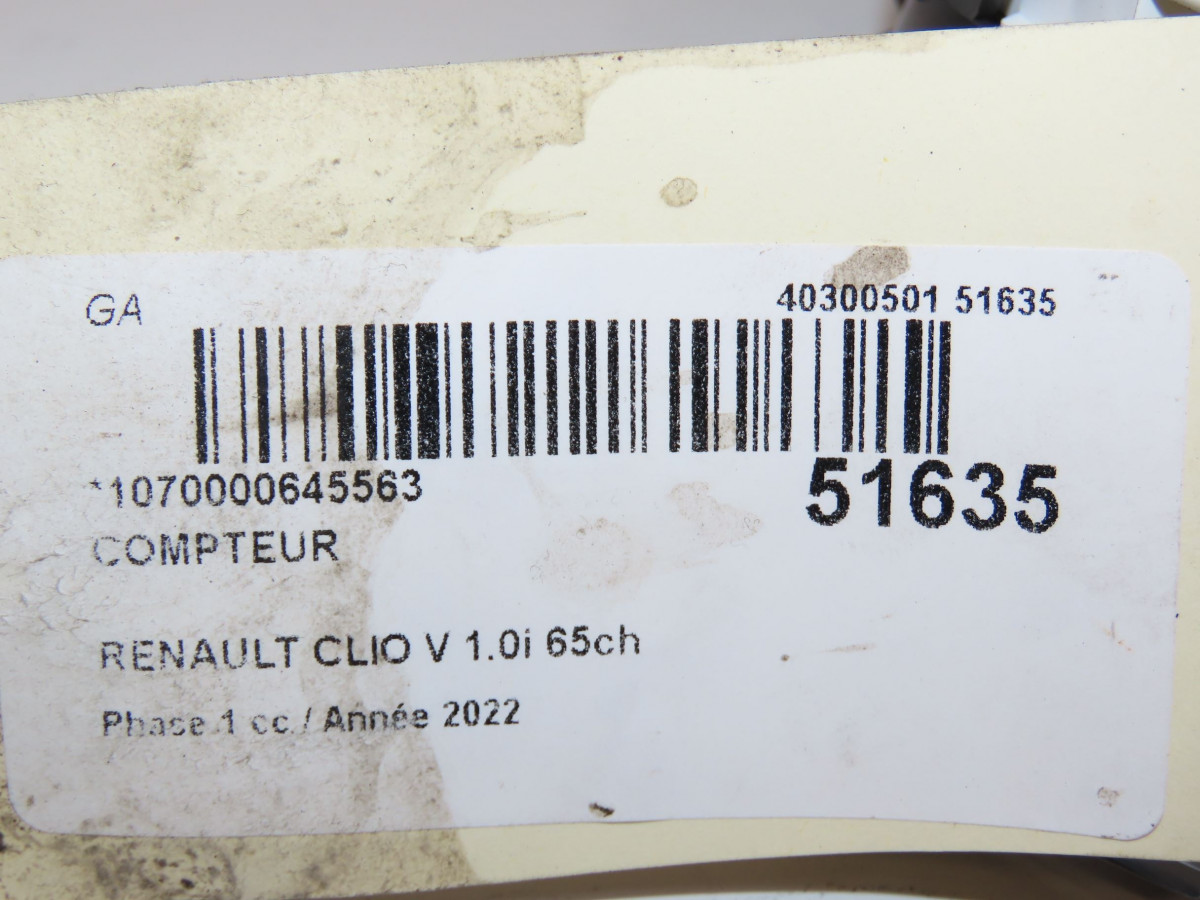 GA
40300501 51635
*1070000645563
51635
COMPTEUR
RENAULT CLIO V 1.0i 65ch
Phase 1 cc / Année 2022